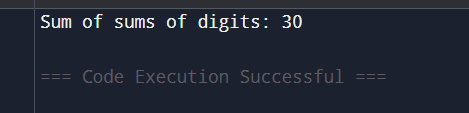 Sum of sums of digits: 30
=== Code Execution Successful ===